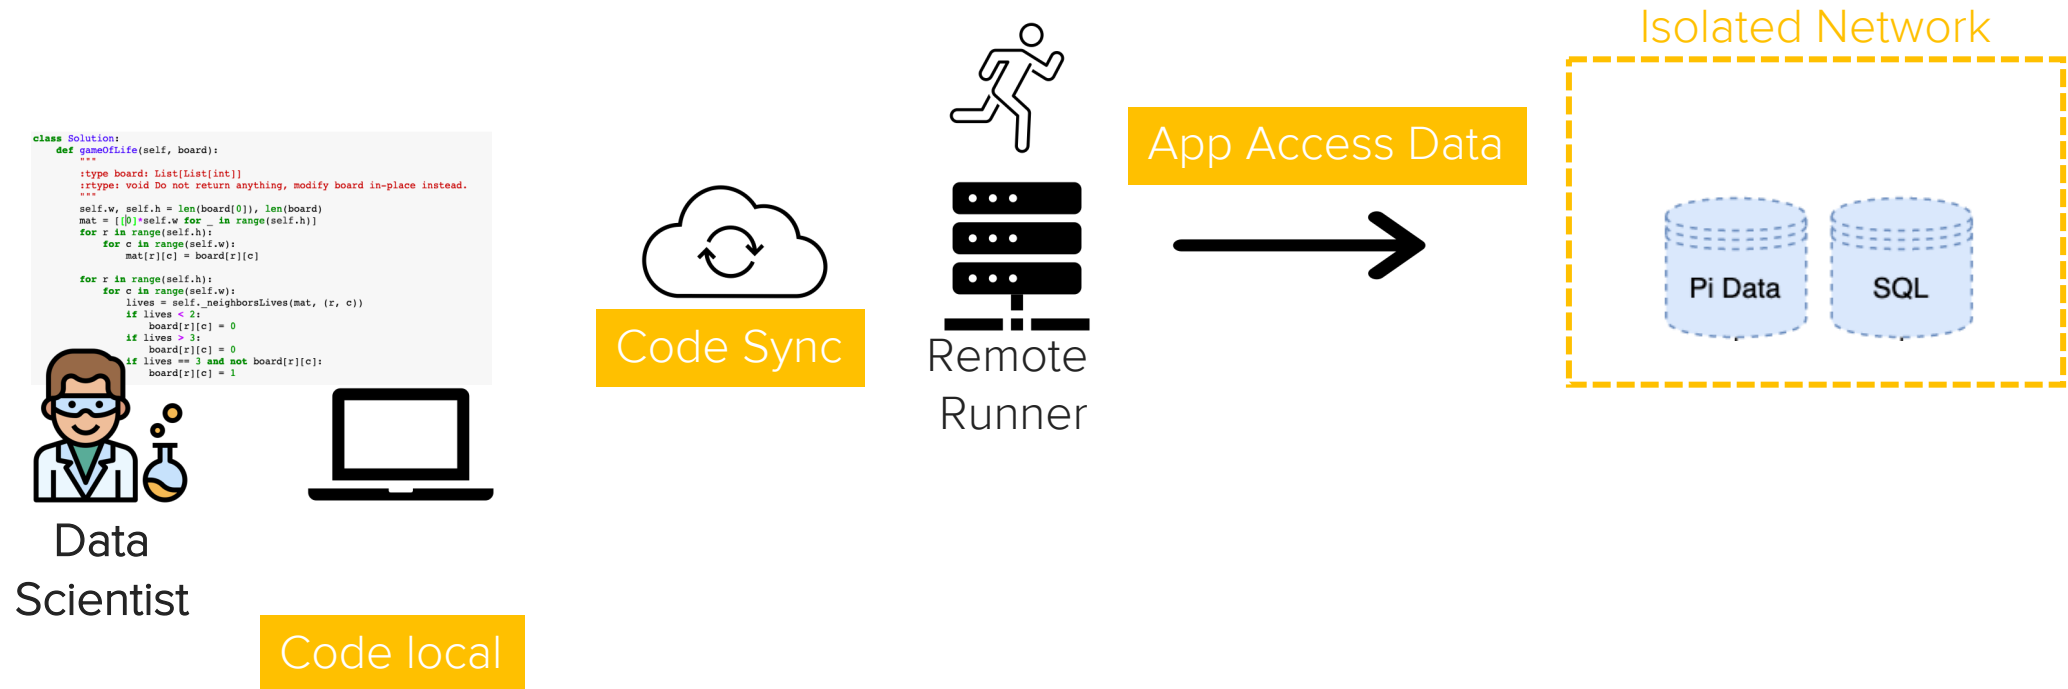 Isolated Network
App Access Data
class Solution:
    def gameOfLife(self, board):
        """
        :type board: List[List[int]]
        :rtype: void Do not return anything, modify board in-place instead.
        """
        self.w, self.h = len(board[0]), len(board)
        mat = [[0]*self.w for _ in range(self.h)]
        for r in range(self.h):
            for c in range(self.w):
                mat[r][c] = board[r][c]
        for r in range(self.h):
            for c in range(self.w):
                lives = self._neighborsLives(mat, (r, c))
                if lives < 2:
                    board[r][c] = 0
                if lives > 3:
                    board[r][c] = 0
                if lives == 3 and not board[r][c]:
                    board[r][c] = 1
Pi Data
SQL
Code Sync
Remote
Runner
Data
Scientist
Code local